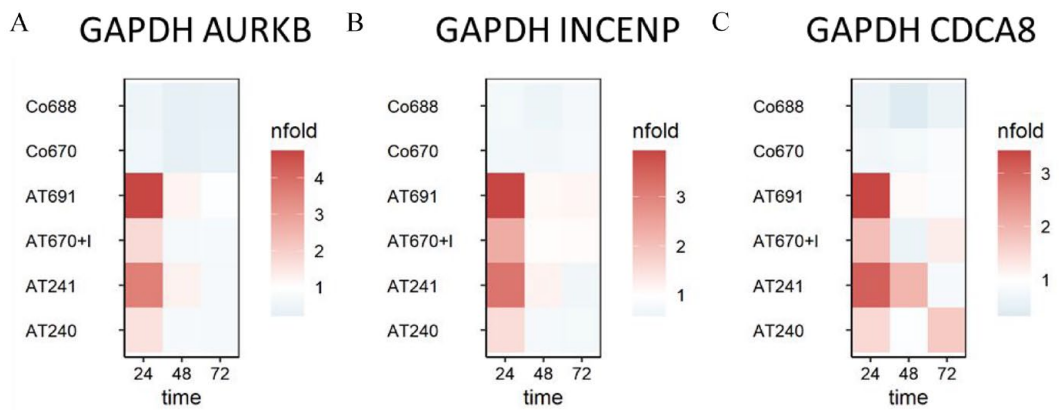 A GAPDH AURKB
Co688
Co670
AT691
AT670+I
AT241
AT240
24 48 72
time
nfold
4
3
2
1
B GAPDH INCENP
Co688
Co670
AT691
AT670+I
AT241
AT240
24 48 72
time
nfold
3
2
1
C GAPDH CDCA8
Co688
Co670
AT691
AT670+I
AT241
AT240
24 48 72
time
nfold
3
2
1